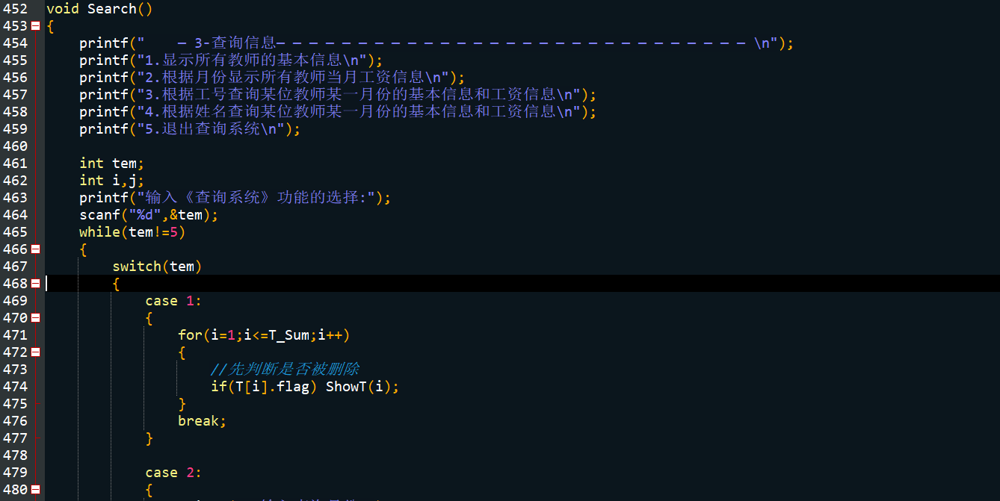 452 void Search()
453 {
454 printf("    — 3-查询信息— — — — — — — — — — — — — — — — — — — — — — — — — — — — — \n");
455 printf("1.显示所有教师的基本信息\n");
456 printf("2.根据月份显示所有教师当月工资信息\n");
457 printf("3.根据工号查询某位教师某一月份的基本信息和工资信息\n");
458 printf("4.根据姓名查询某位教师某一月份的基本信息和工资信息\n");
459 printf("5.退出查询系统\n");
460
461 int tem;
462 int i,j;
463 printf("输入《查询系统》功能的选择:");
464 scanf("%d",&tem);
465 while(tem!=5)
466 {
467 switch(tem)
468 {
469 case 1:
470 {
471 for(i=1;i<=T_Sum;i++)
472 {
473 //先判断是否被删除
474 if(T[i].flag) ShowT(i);
475 }
476 break;
477 }
478
479 case 2:
480 {